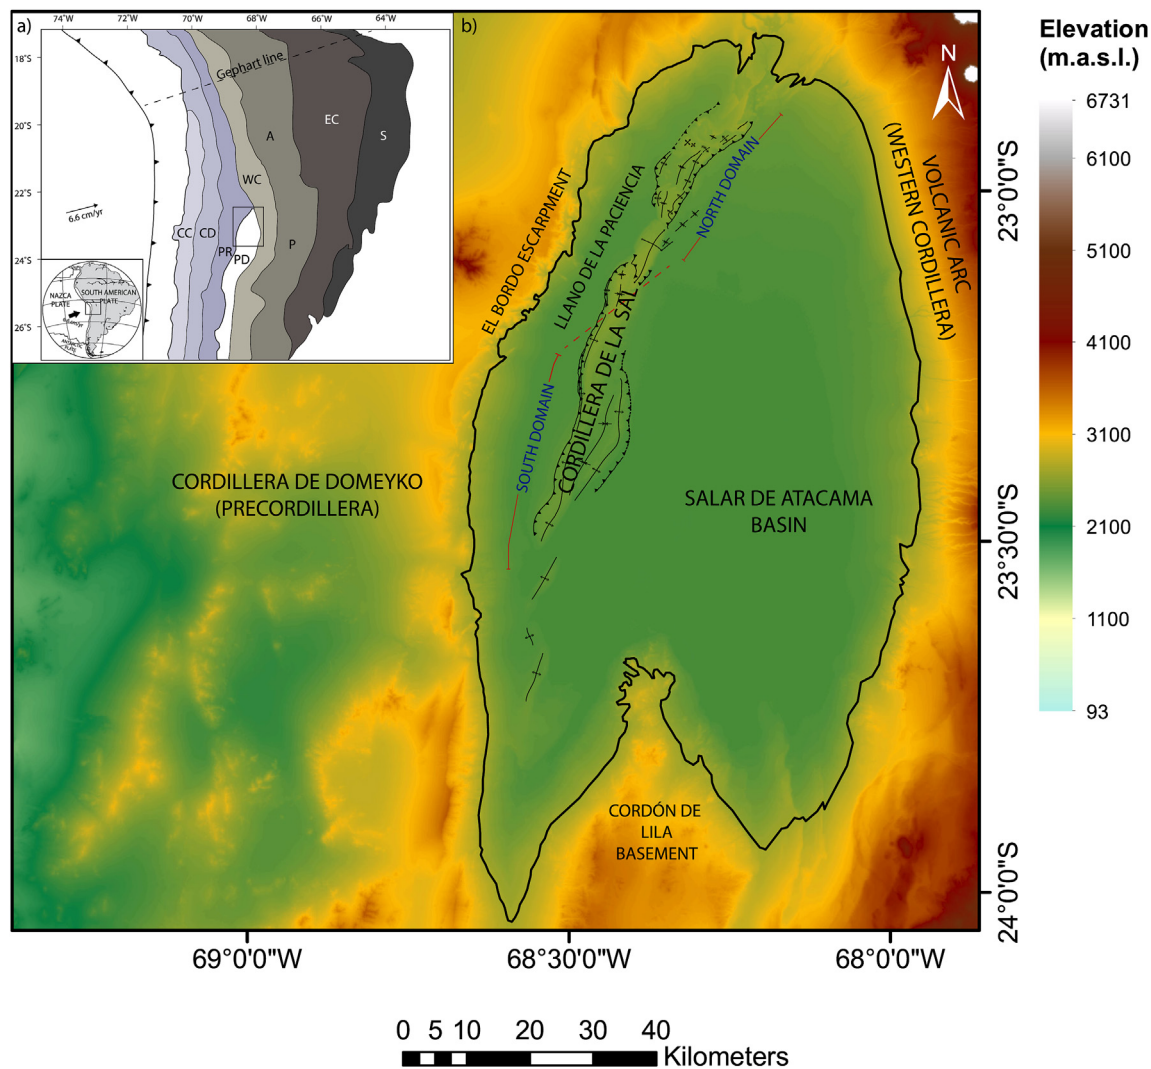 a)
74°W
72°W
70°W
68°W
66°W
64°W
18°S
20°S
22°S
24°S
26°S
Gephart line
EC
S
A
WC
6.6 cm/yr
CC
CD
PR
PD
P
NAZCA
PLATE
SOUTH AMERICAN
PLATE
b)
N
EL BORDO ESCARPMENT
LLANO DE LA PACIENCIA
NORTH DOMAIN
VOLCANIC ARC
(WESTERN CORDILLERA)
CORDILLERA DE LA SAL
SOUTH DOMAIN
CORDILLERA DE DOMEYKO
(PRECORDILLERA)
SALAR DE ATACAMA
BASIN
CORDÓN DE
LILA
BASEMENT
23°0'0"S
23°30'0"S
24°0'0"S
69°0'0"W
68°30'0"W
68°0'0"W
Elevation
(m.a.s.l.)
6731
6100
5100
4100
3100
2100
1100
93
0 5 10 20 30 40
Kilometers